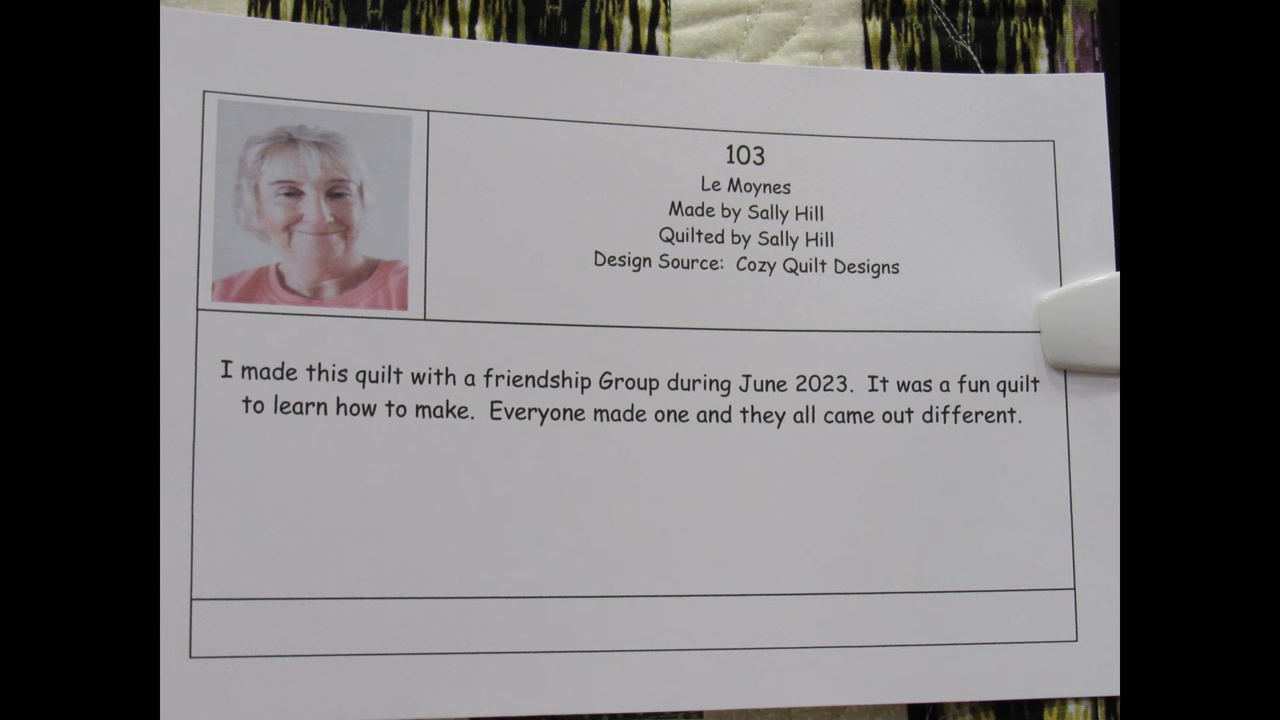 103
Le Moynes
Made by Sally Hill
Quilted by Sally Hill
Design Source:  Cozy Quilt Designs
I made this quilt with a friendship Group during June 2023.  It was a fun quilt
to learn how to make.  Everyone made one and they all came out different.